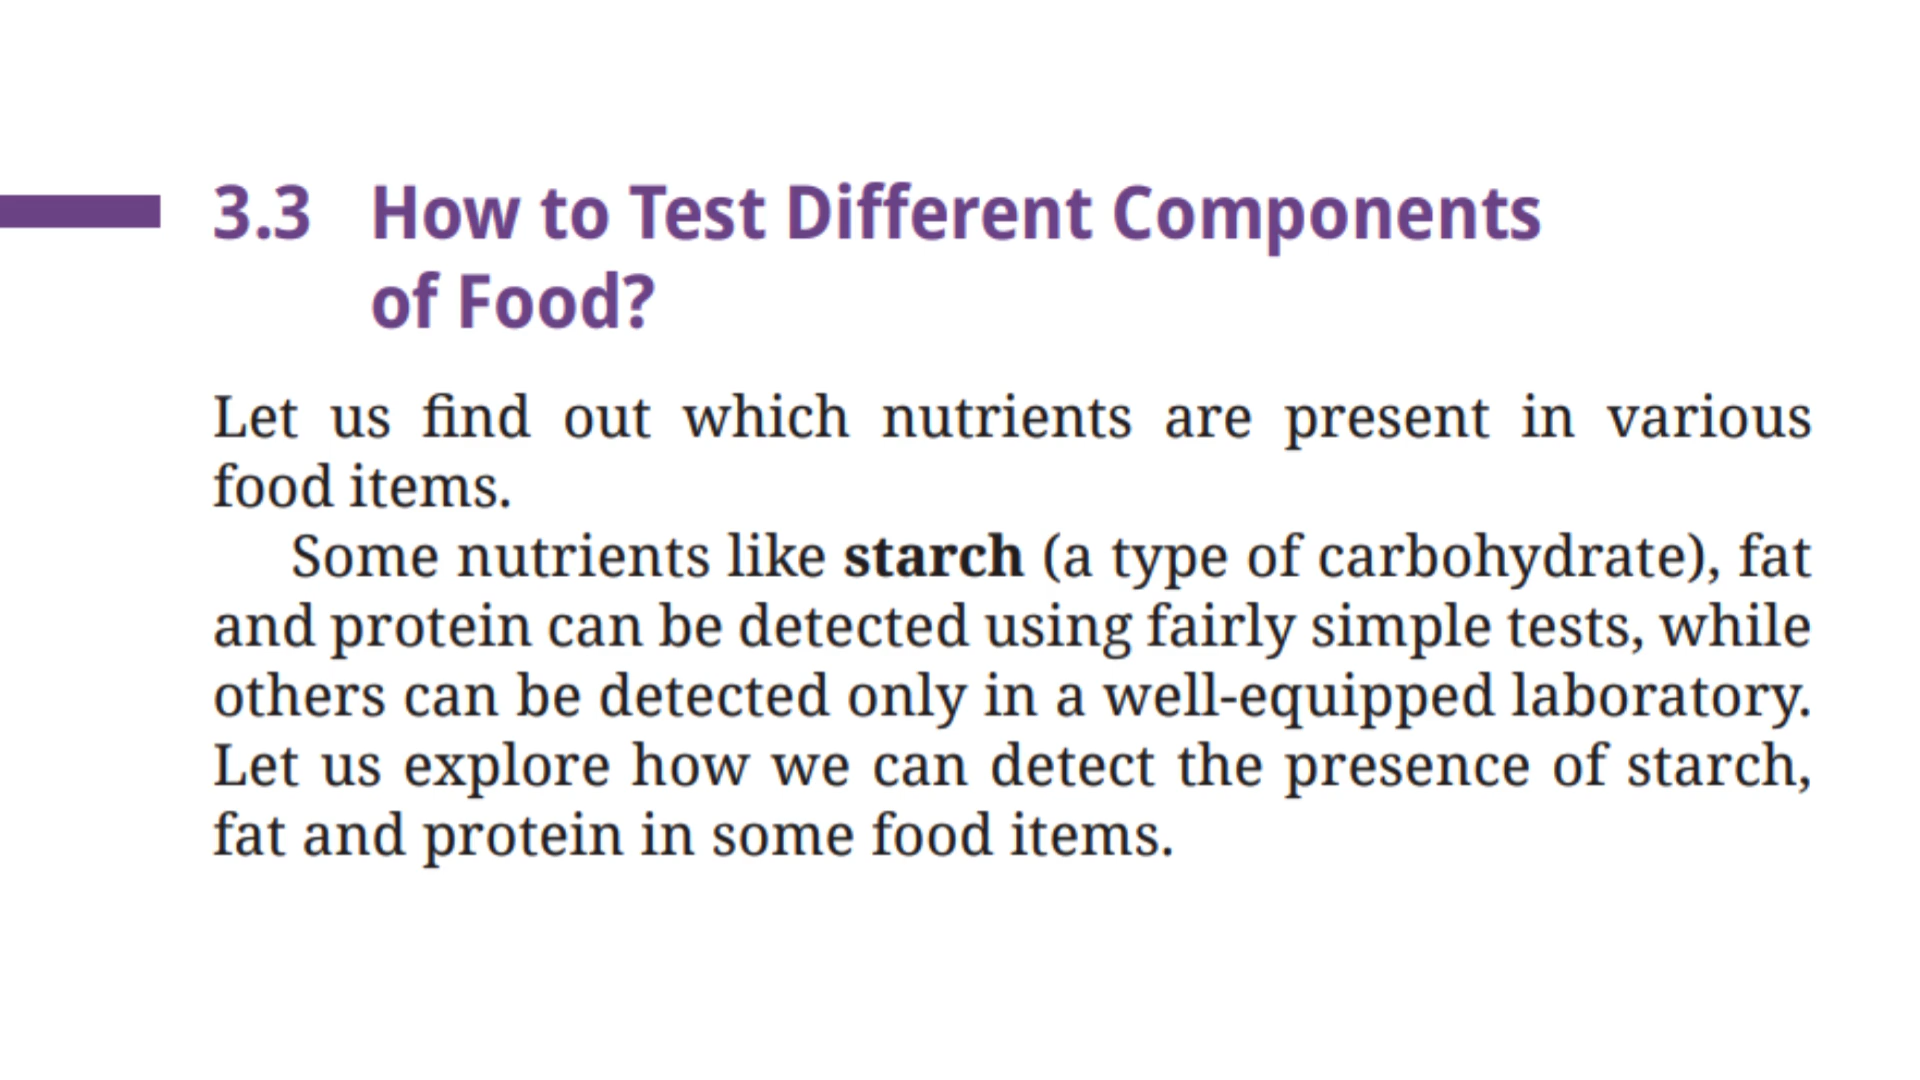 3.3 How to Test Different Components
of Food?
Let us find out which nutrients are present in various
food items.
Some nutrients like starch (a type of carbohydrate), fat
and protein can be detected using fairly simple tests, while
others can be detected only in a well-equipped laboratory.
Let us explore how we can detect the presence of starch,
fat and protein in some food items.